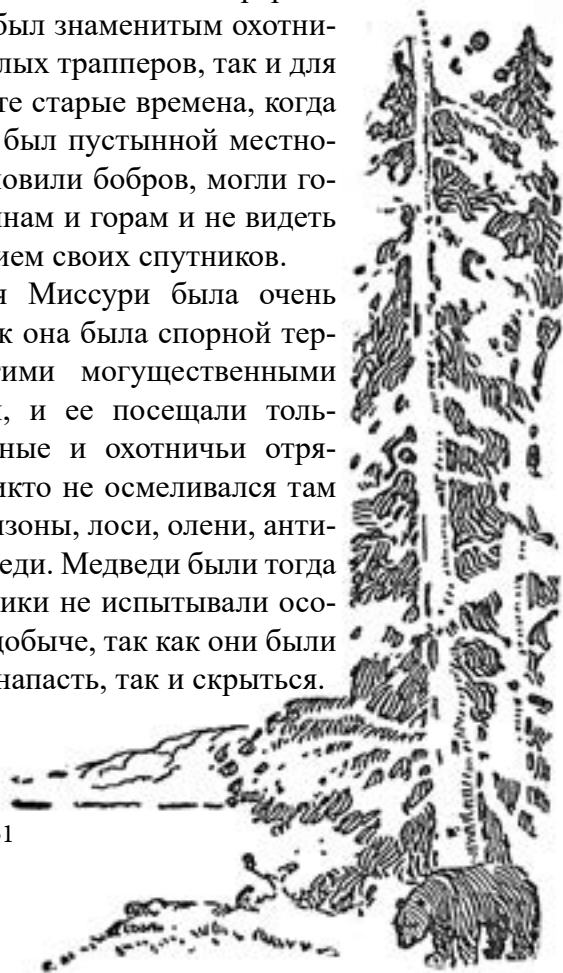 был знаменитым охотни-
лых трапперов, так и для
те старые времена, когда
был пустынной местно-
ловили бобров, могли го-
нам и горам и не видеть
ием своих спутников.
Миссури была очень
к она была спорной тер-
гими могущественными
, и ее посещали толь-
ные и охотничьи отря-
икто не осмеливался там
изоны, лоси, олени, анти-
еди. Медведи были тогда
ики не испытывали осо-
добыче, так как они были
напасть, так и скрыться.
1